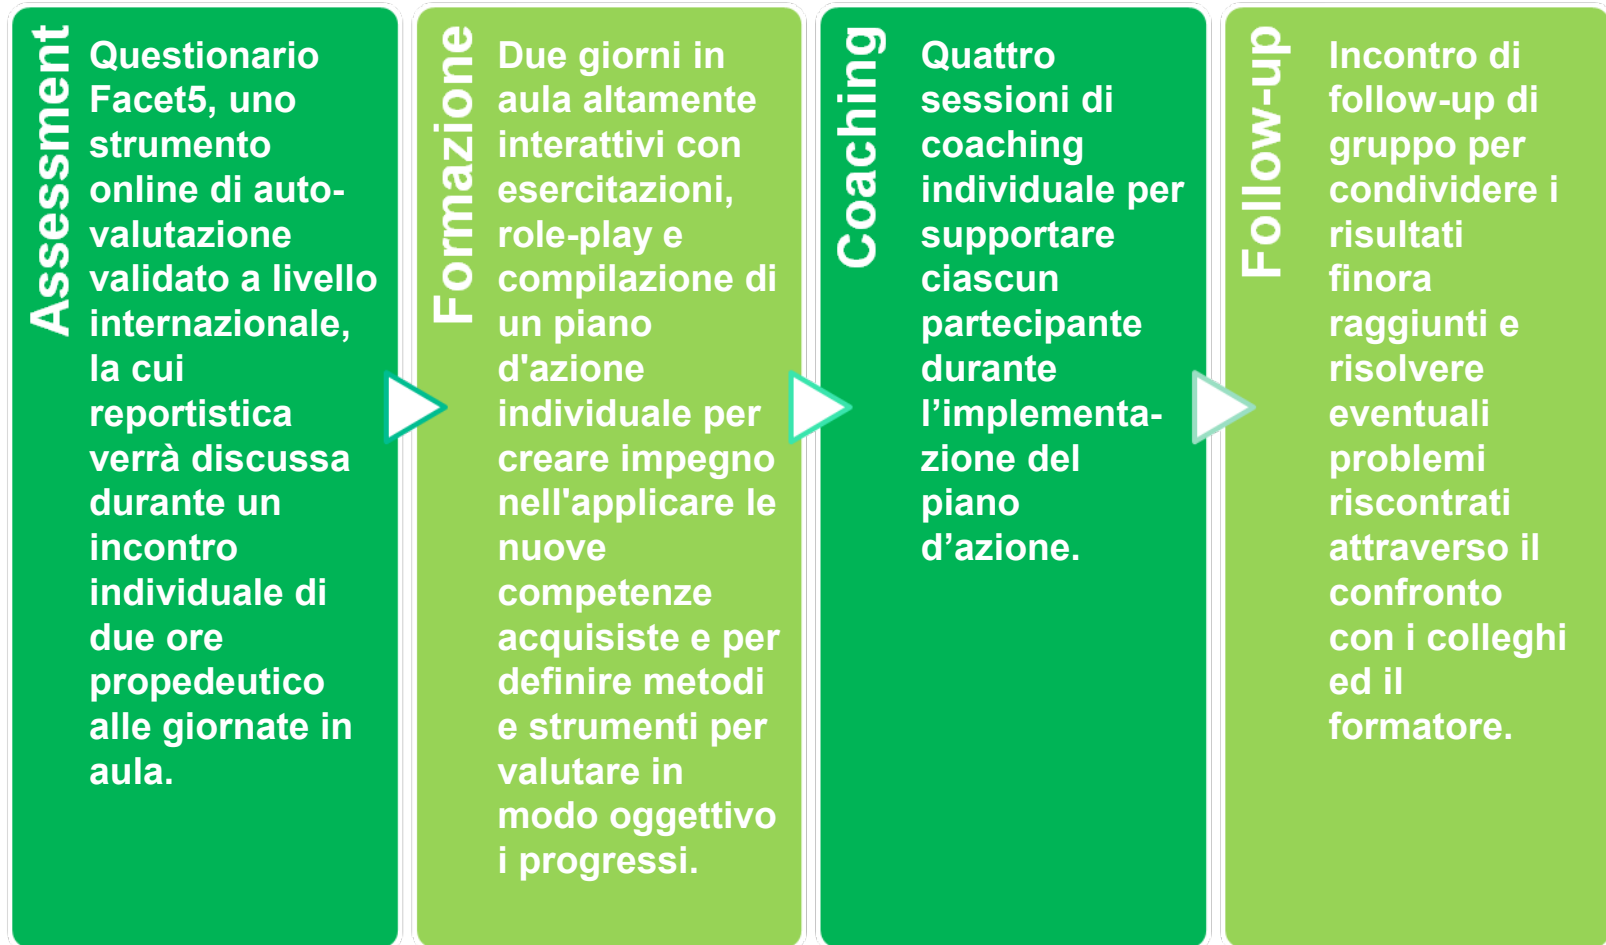 Assessment
Questionario
Facet5, uno
strumento
online di auto-
valutazione
validato a livello
internazionale,
la cui
reportistica
verrà discussa
durante un
incontro
individuale di
due ore
propedeutico
alle giornate in
aula.
Formazione
Due giorni in
aula altamente
interattivi con
esercitazioni,
role-play e
compilazione di
un piano
d'azione
individuale per
creare impegno
nell'applicare le
nuove
competenze
acquisiste e per
definire metodi
e strumenti per
valutare in
modo oggettivo
i progressi.
Coaching
Quattro
sessioni di
coaching
individuale per
supportare
ciascun
partecipante
durante
l’implementa-
zione del
piano
d’azione.
Follow-up
Incontro di
follow-up di
gruppo per
condividere i
risultati
finora
raggiunti e
risolvere
eventuali
problemi
riscontrati
attraverso il
confronto
con i colleghi
ed il
formatore.